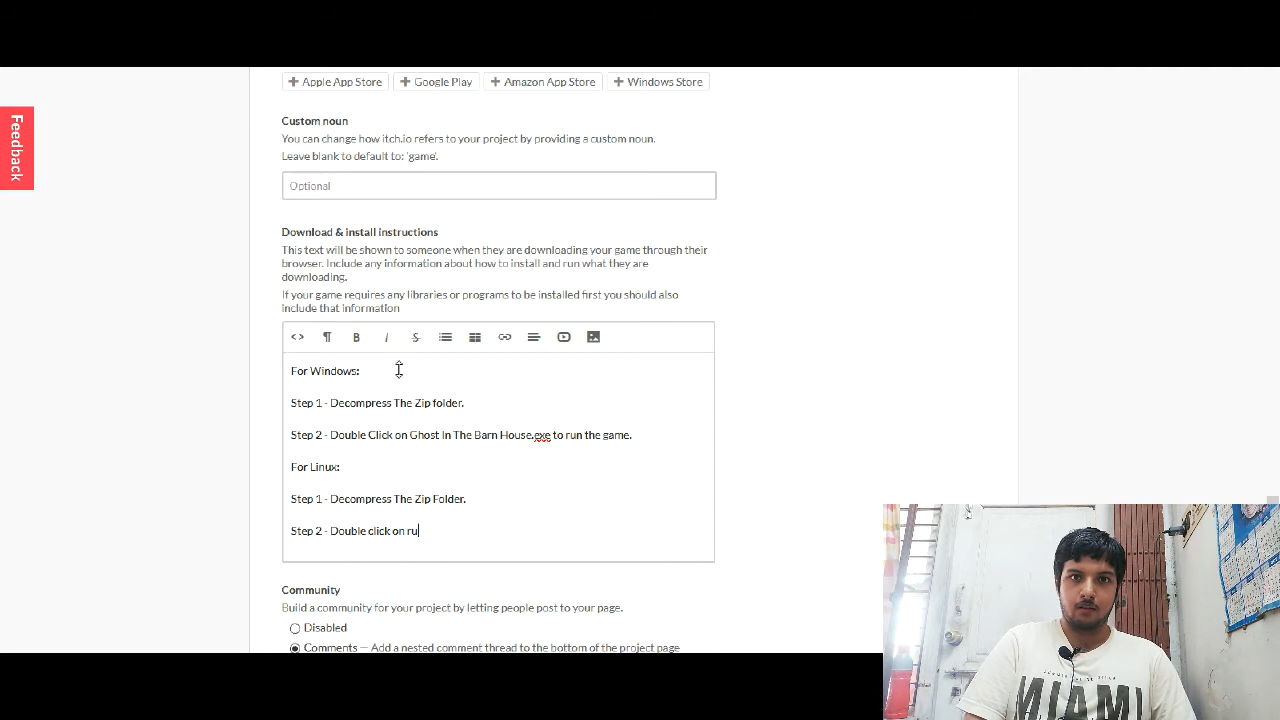 Apple App Store Google Play Amazon App Store Windows Store
Feedback
Custom noun
You can change how itch.io refers to your project by providing a custom noun.
Leave blank to default to: 'game'.
Optional
Download & install instructions
This text will be shown to someone when they are downloading your game through their
browser. Include any information about how to install and run what they are
downloading.
If your game requires any libraries or programs to be installed first you should also
include that information
For Windows:
Step 1 - Decompress The Zip folder.
Step 2 - Double Click on Ghost In The Barn House.exe to run the game.
For Linux:
Step 1 - Decompress The Zip Folder.
Step 2 - Double click on ru
Community
Build a community for your project by letting people post to your page.
Disabled
Comments — Add a nested comment thread to the bottom of the project page
MIAMI